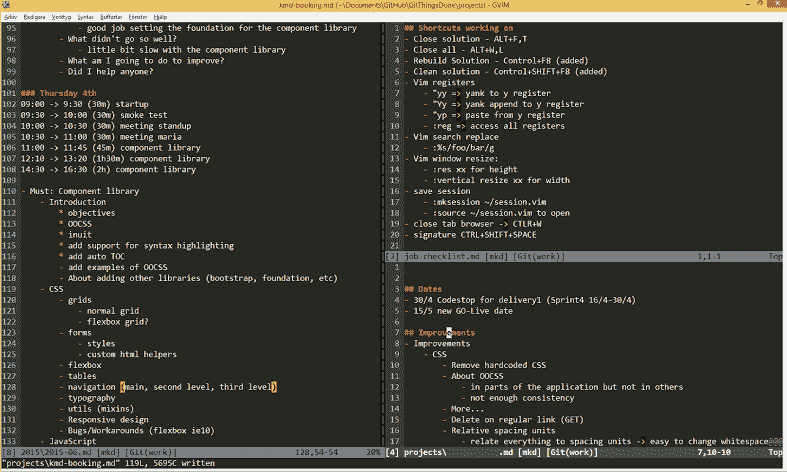 kmd-booking.md (~\Documents\GitHub\GitThingsDone\projects) - GVIM
Arkiv Redigera Verktyg Syntax Buffertar Fönster Hjälp
95 - good job setting the foundation for the component library
96 - What didn't go so well?
97 - little bit slow with the component library
98 - What am I going to do to improve?
99 - Did I help anyone?
100
101 ### Thursday 4th
102 09:00 -> 9:30 (30m) startup
103 09:30 -> 10:00 (30m) smoke test
104 10:00 -> 10:30 (30m) meeting standup
105 10:30 -> 11:00 (30m) meeting maria
106 11:00 -> 11:45 (45m) component library
107 12:10 -> 13:20 (1h30m) component library
108 14:30 -> 16:30 (2h) component library
109
110 - Must: Component library
111 - Introduction
112 * objectives
113 * OOCSS
114 * inuit
115 * add support for syntax highlighting
116 * add auto TOC
117 - add examples of OOCSS
118 - About adding other libraries (bootstrap, foundation, etc)
119 - CSS
120 - grids
121 - normal grid
122 - flexbox grid?
123 - forms
124 - styles
125 - custom html helpers
126 - flexbox
127 - tables
128 - navigation (main, second level, third level)
129 - typography
130 - utils (mixins)
131 - Responsive design
132 - Bugs/Workarounds (flexbox ie10)
133 - JavaScript
[8] 2015\2015-06.md [mkd] [Git(work)] 128,54-54 20%
"projects\kmd-booking.md" 119L, 5695C written
1 ## Shortcuts working on
2 - Close solution - ALT+F,T
3 - Close all - ALT+W,L
4 - Rebuild Solution - Control+F8 (added)
5 - Clean solution - Control+SHIFT+F8 (added)
6 - Vim registers
7 - "yy => yank to y register
8 - "Yy => yank append to y register
9 - "yp => paste from y register
10 - :reg => access all registers
11 - Vim search replace
12 - :%s/foo/bar/g
13 - Vim window resize:
14 - :res xx for height
15 - :vertical resize xx for width
16 - save session
17 - :mksession ~/session.vim
18 - :source ~/session.vim to open
19 - close tab browser -> CTLR+W
20 - signature CTRL+SHIFT+SPACE
21
[3] job-checklist.md [mkd] [Git(work)] 1,1-1 Top
1
2
3 ## Dates
4 - 30/4 Codestop for delivery1 (Sprint4 16/4-30/4)
5 - 15/5 new GO-Live date
6
7 ## Improvements
8 - Improvements
9 - CSS
10 - Remove hardcoded CSS
11 - About OOCSS
12 - in parts of the application but not in others
13 - not enough consistency
14 - More...
15 - Delete on regular link (GET)
16 - Relative spacing units
17 - relate everything to spacing units -> easy to change whitespace@@@
[4] projects\ .md [mkd] [Git(work)] 7,10-10 Top